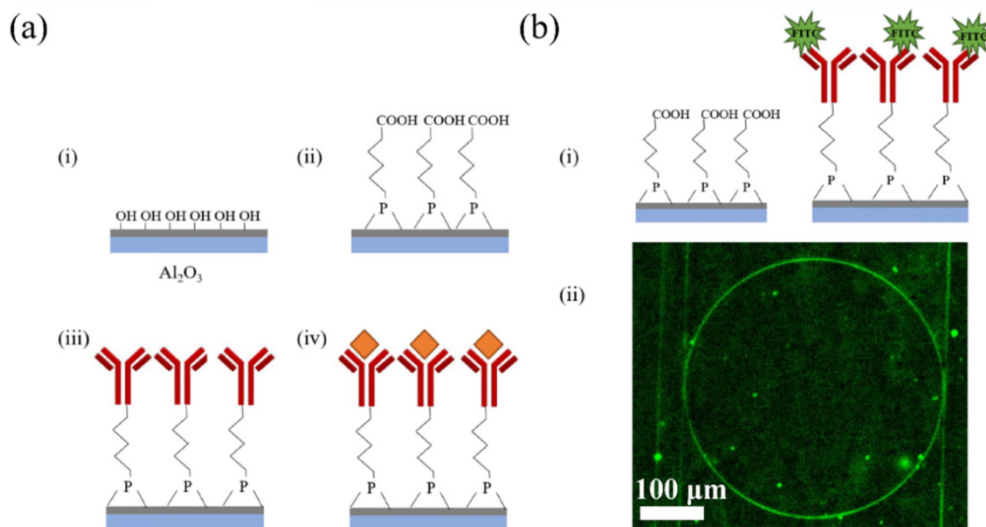 (a)
(i)
OH OH OH OH OH OH
Al₂O₃
(ii)
COOH COOH COOH
P P P
(iii)
P P P
(iv)
P P P
(b)
(i)
COOH COOH COOH
P P P
FITC FITC FITC
P P P
(ii)
100 μm